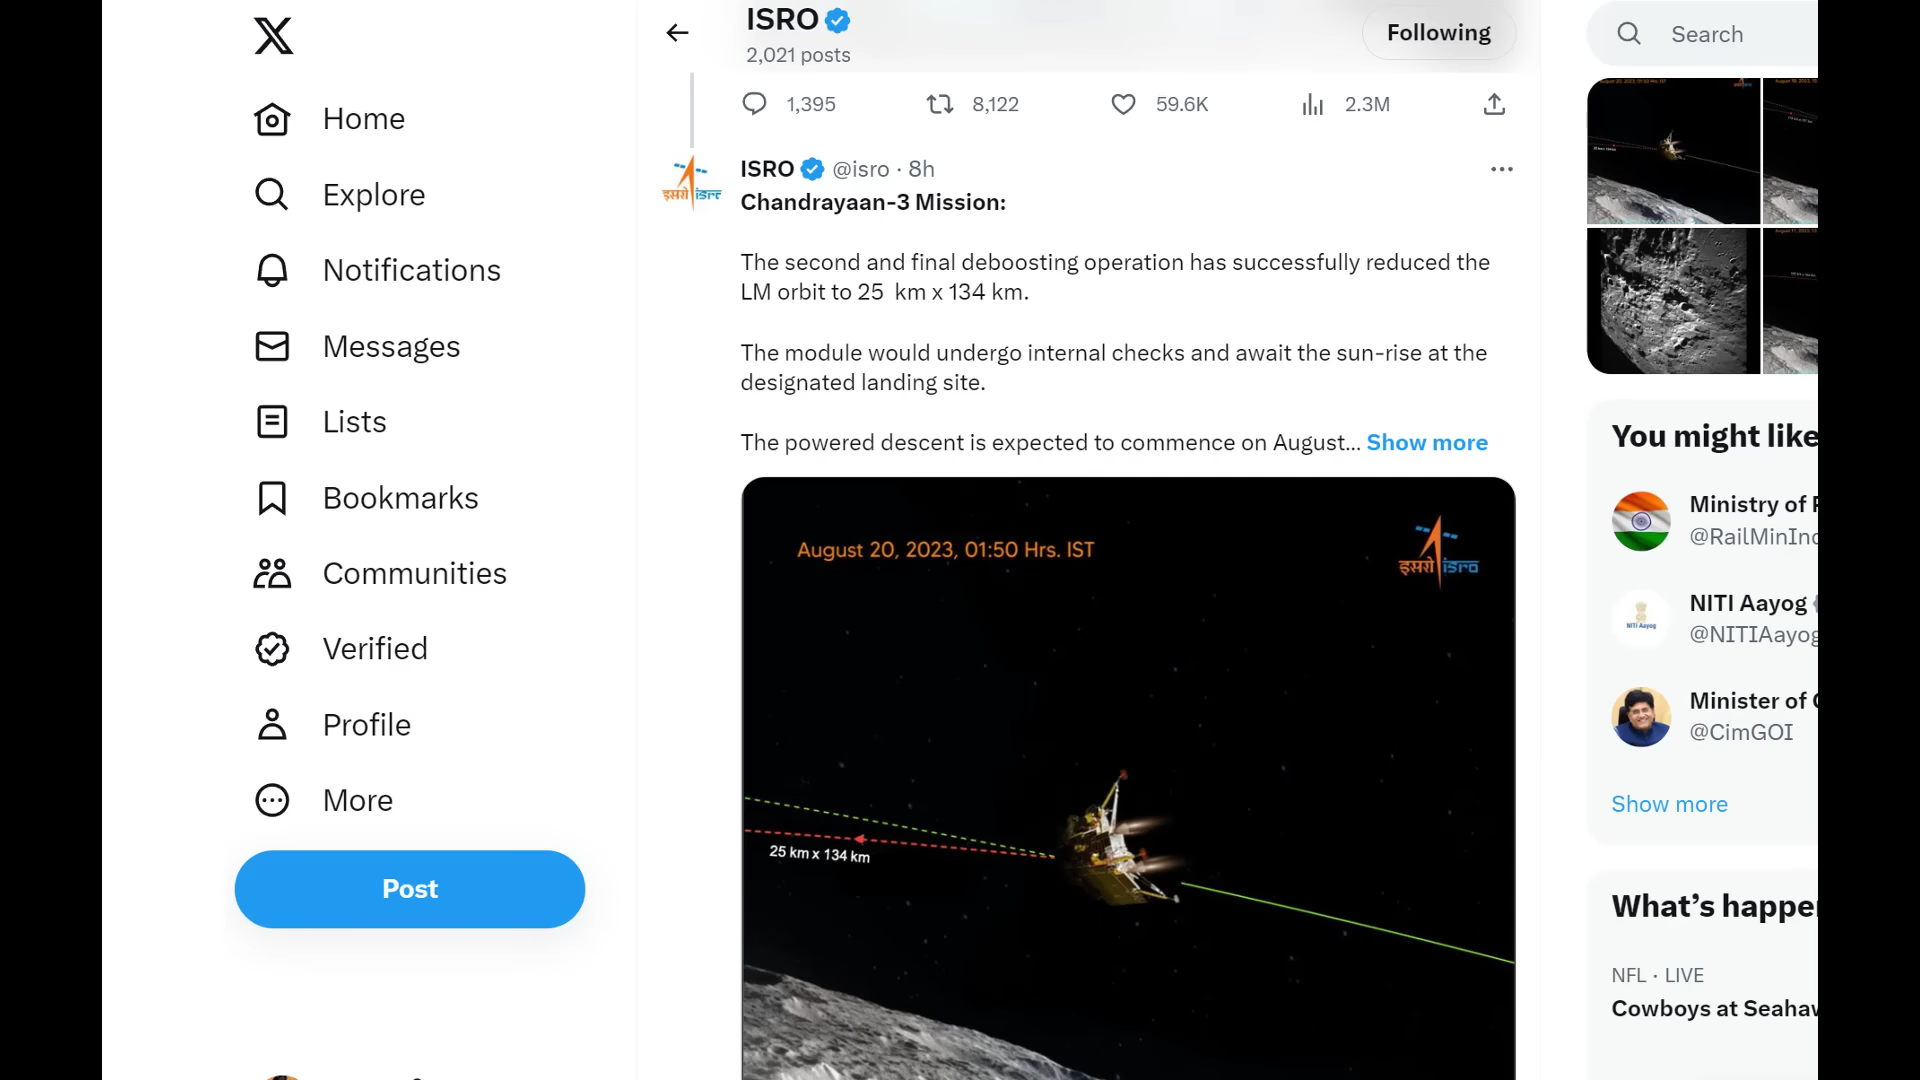 ISRO
2,021 posts
Following
Search
1,395
8,122
59.6K
2.3M
Home
Explore
Notifications
Messages
Lists
Bookmarks
Communities
Verified
Profile
More
Post
इसरो isro
ISRO @isro · 8h
Chandrayaan-3 Mission:
The second and final deboosting operation has successfully reduced the
LM orbit to 25 km x 134 km.
The module would undergo internal checks and await the sun-rise at the
designated landing site.
The powered descent is expected to commence on August... Show more
August 20, 2023, 01:50 Hrs. IST
इसरो isro
25 km x 134 km
You might like
Ministry of
@RailMinInd
NITI Aayog
NITI Aayog
@NITIAayog
Minister of
@CimGOI
Show more
What's happe
NFL · LIVE
Cowboys at Seaha